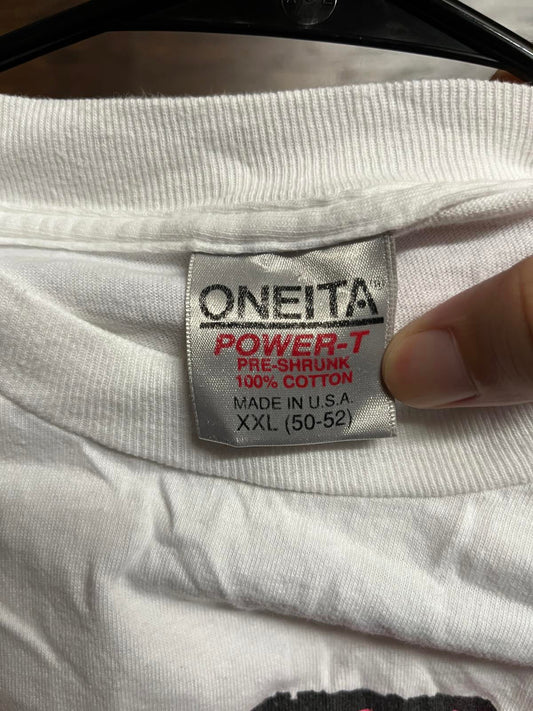 ONEITA®
POWER-T
PRE-SHRUNK
100% COTTON
MADE IN U.S.A.
XXL (50-52)